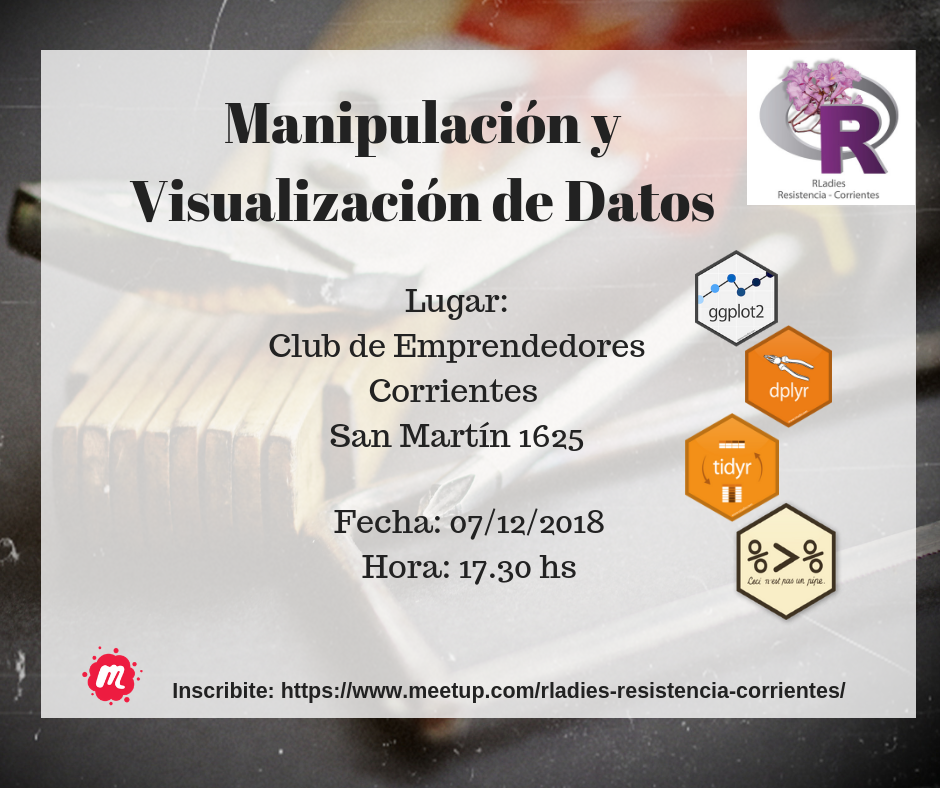 Manipulación y
Visualización de Datos
RLadies
Resistencia - Corrientes
Lugar:
Club de Emprendedores
Corrientes
San Martín 1625
Fecha: 07/12/2018
Hora: 17.30 hs
ggplot2
dplyr
tidyr
%>%
Ceci n'est pas un pipe.
m
Inscribite: https://www.meetup.com/rladies-resistencia-corrientes/